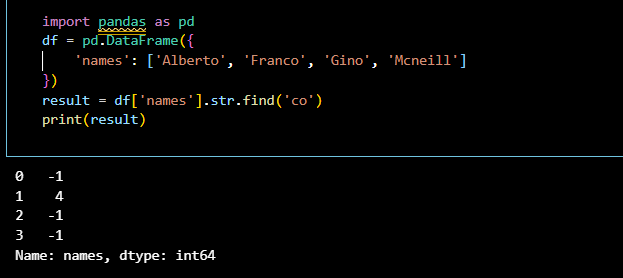 import pandas as pd
df = pd.DataFrame({
    'names': ['Alberto', 'Franco', 'Gino', 'Mcneill']
})
result = df['names'].str.find('co')
print(result)
0   -1
1    4
2   -1
3   -1
Name: names, dtype: int64